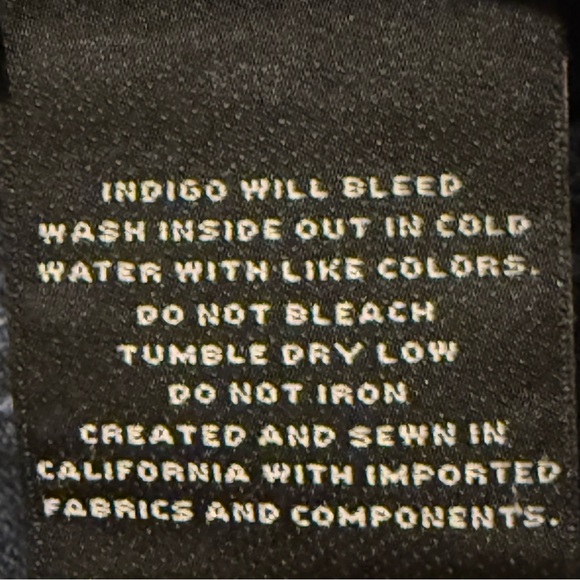 INDIGO WILL BLEED
WASH INSIDE OUT IN COLD
WATER WITH LIKE COLORS.
DO NOT BLEACH
TUMBLE DRY LOW
DO NOT IRON
CREATED AND SEWN IN
CALIFORNIA WITH IMPORTED
FABRICS AND COMPONENTS.